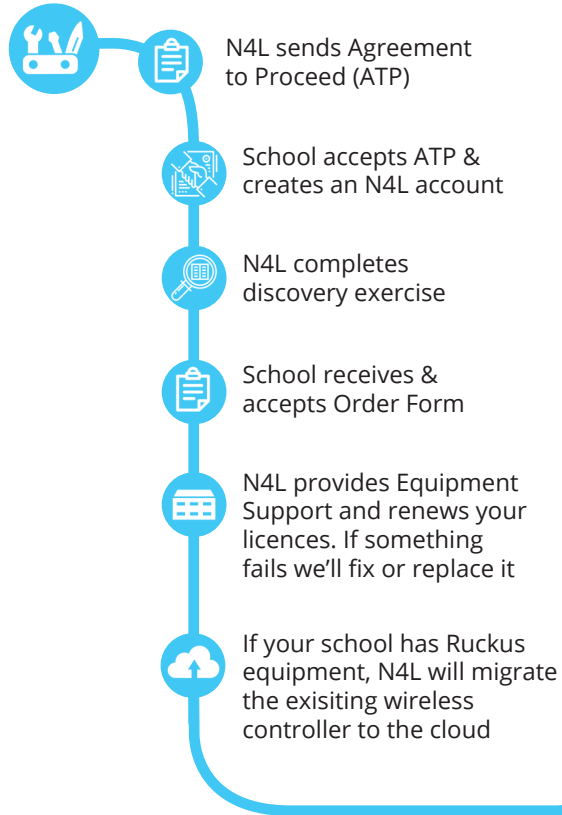 N4L sends Agreement
to Proceed (ATP)
School accepts ATP &
creates an N4L account
N4L completes
discovery exercise
School receives &
accepts Order Form
N4L provides Equipment
Support and renews your
licences. If something
fails we’ll fix or replace it
If your school has Ruckus
equipment, N4L will migrate
the exisiting wireless
controller to the cloud